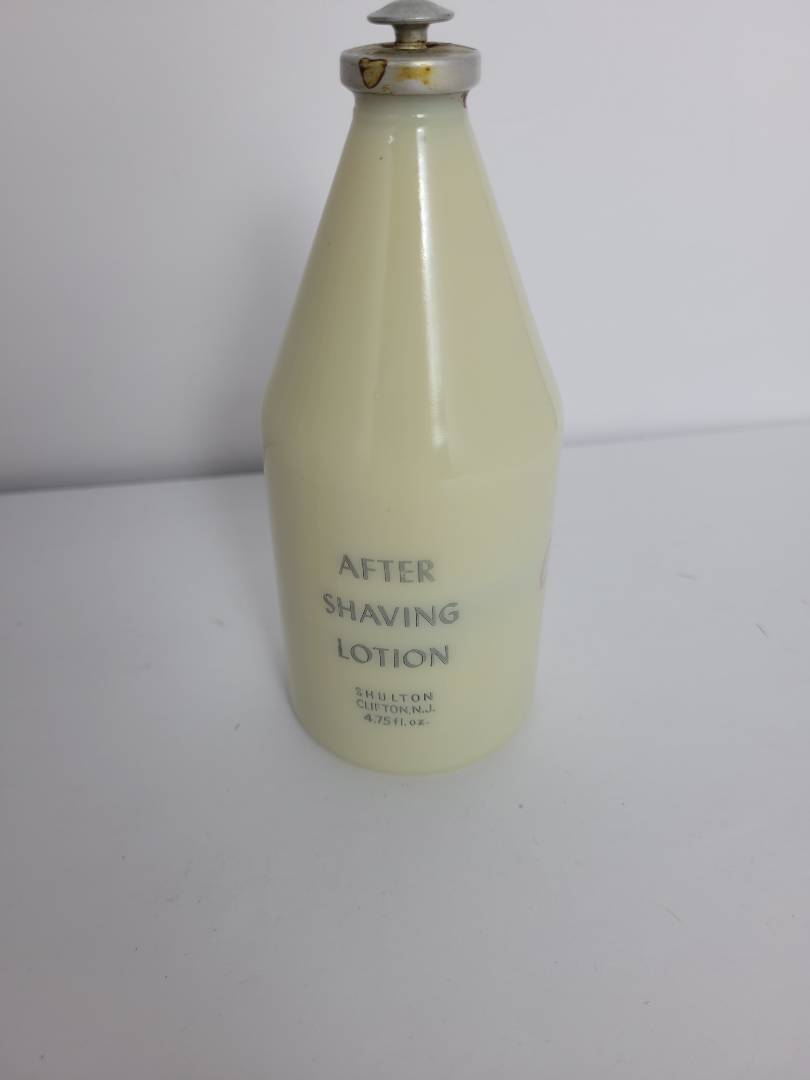 AFTER
SHAVING
LOTION
SHULTON
CLIFTON, N.J.
4.75 fl. oz.